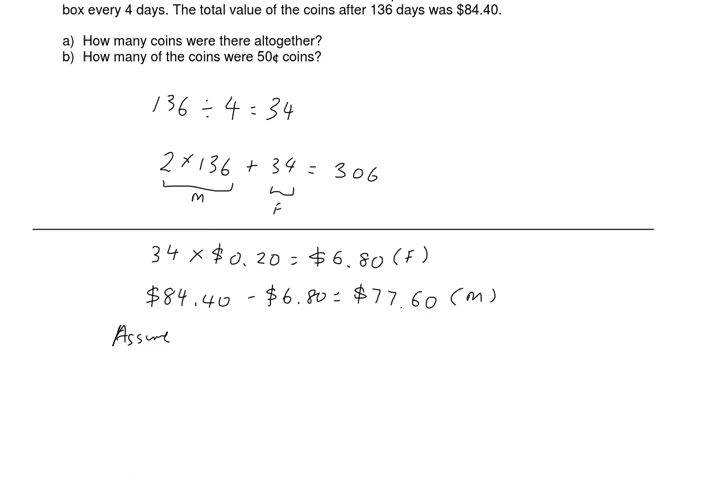 box every 4 days. The total value of the coins after 136 days was $84.40.
a) How many coins were there altogether?
b) How many of the coins were 50¢ coins?
136 ÷ 4 = 34
2 × 136 + 34 = 306
M F
34 × $0.20 = $6.80 (F)
$84.40 - $6.80 = $77.60 (M)
Assume